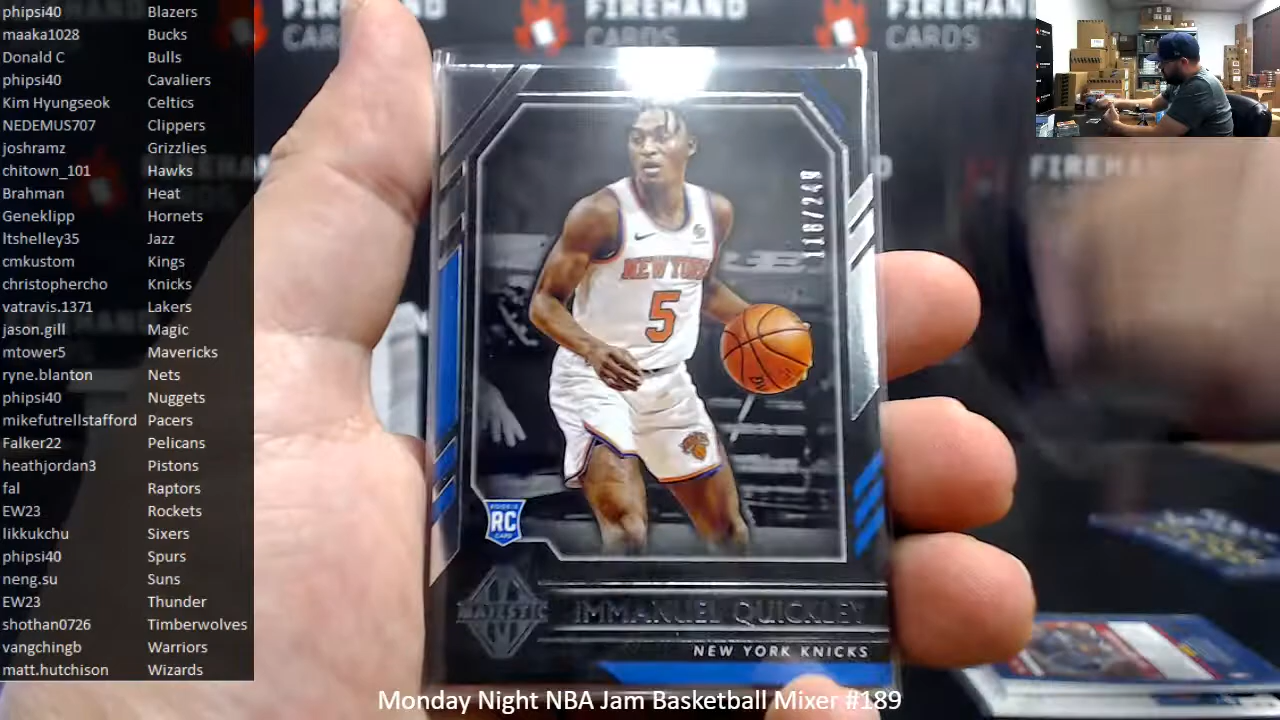 phipsi40 Blazers
maaka1028 Bucks
Donald C Bulls
phipsi40 Cavaliers
Kim Hyungseok Celtics
NEDEMUS707 Clippers
joshramz Grizzlies
chitown_101 Hawks
Brahman Heat
Geneklipp Hornets
ltshelley35 Jazz
cmkustom Kings
christophercho Knicks
vatravis.1371 Lakers
jason.gill Magic
mtower5 Mavericks
ryne.blanton Nets
phipsi40 Nuggets
mikefutrellstafford Pacers
Falker22 Pelicans
heathjordan3 Pistons
fal Raptors
EW23 Rockets
likkukchu Sixers
phipsi40 Spurs
neng.su Suns
EW23 Thunder
shothan0726 Timberwolves
vangchingb Warriors
matt.hutchison Wizards
FIREHAND
CARDS
FIREHAND
CARDS
118/249
NEW YORK
5
ROOKIE
RC
CARD
MAJESTIC
IMMANUEL QUICKLEY
NEW YORK KNICKS
Monday Night NBA Jam Basketball Mixer #189